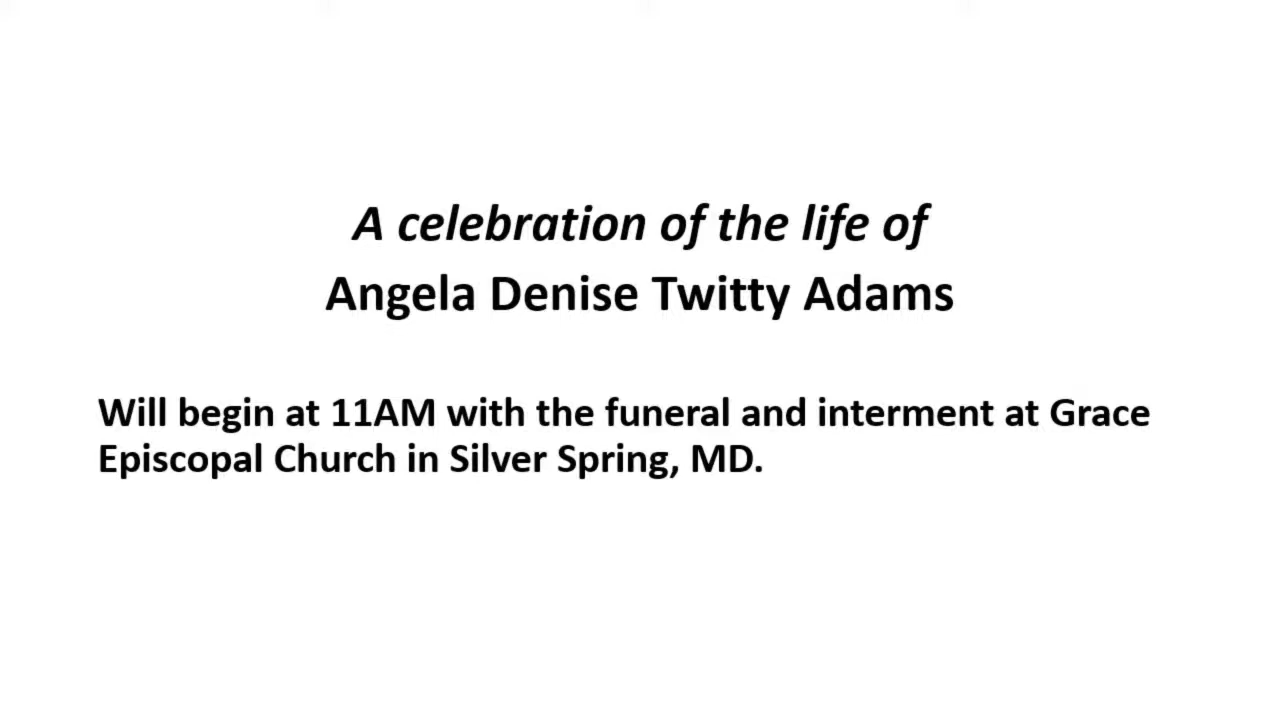 A celebration of the life of
Angela Denise Twitty Adams
Will begin at 11AM with the funeral and interment at Grace
Episcopal Church in Silver Spring, MD.